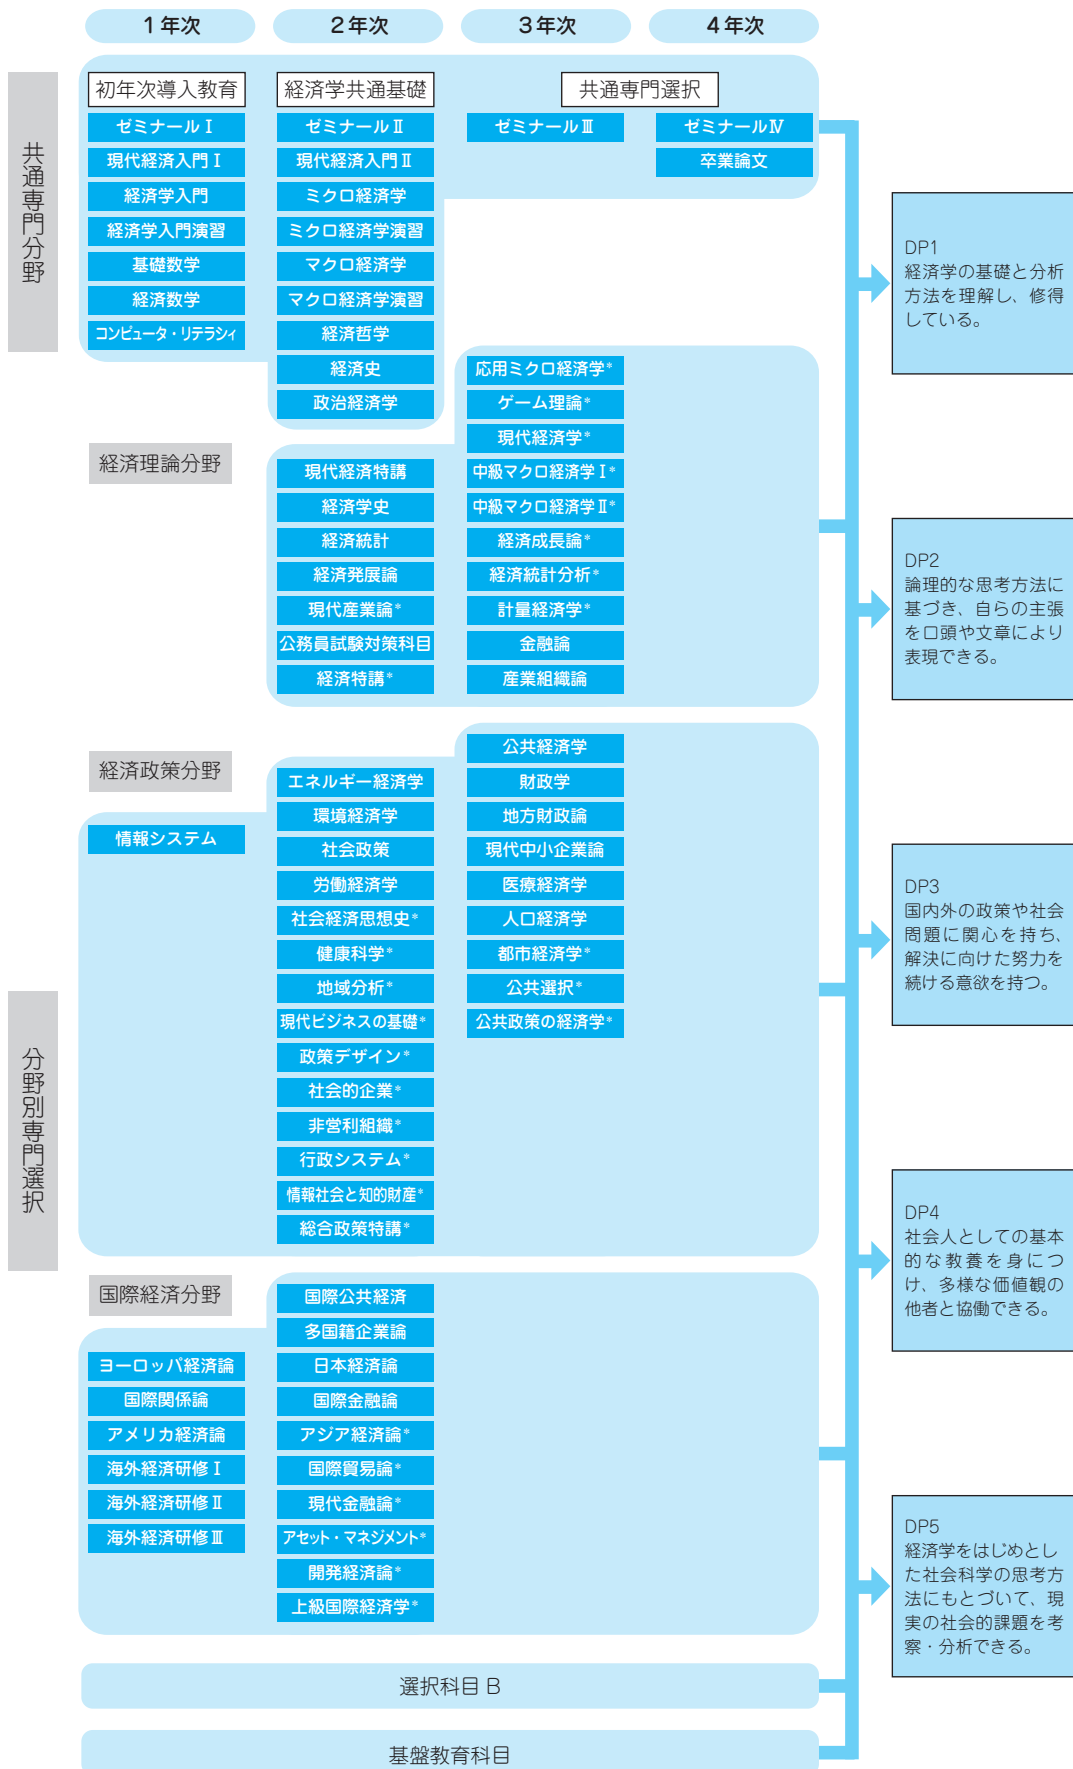 1年次
2年次
3年次
4年次
共通専門分野
初年次導入教育
経済学共通基礎
共通専門選択
ゼミナールⅠ
現代経済入門Ⅰ
経済学入門
経済学入門演習
基礎数学
経済数学
コンピュータ・リテラシィ
ゼミナールⅡ
現代経済入門Ⅱ
ミクロ経済学
ミクロ経済学演習
マクロ経済学
マクロ経済学演習
経済哲学
経済史
政治経済学
ゼミナールⅢ
ゼミナールⅣ
卒業論文
分野別専門選択
経済理論分野
現代経済特講
経済学史
経済統計
経済発展論
現代産業論*
公務員試験対策科目
経済特講*
応用ミクロ経済学*
ゲーム理論*
現代経済学*
中級マクロ経済学Ⅰ*
中級マクロ経済学Ⅱ*
経済成長論*
経済統計分析*
計量経済学*
金融論
産業組織論
経済政策分野
情報システム
エネルギー経済学
環境経済学
社会政策
労働経済学
社会経済思想史*
健康科学*
地域分析*
現代ビジネスの基礎*
政策デザイン*
社会的企業*
非営利組織*
行政システム*
情報社会と知的財産*
総合政策特講*
公共経済学
財政学
地方財政論
現代中小企業論
医療経済学
人口経済学
都市経済学*
公共選択*
公共政策の経済学*
国際経済分野
ヨーロッパ経済論
国際関係論
アメリカ経済論
海外経済研修Ⅰ
海外経済研修Ⅱ
海外経済研修Ⅲ
国際公共経済
多国籍企業論
日本経済論
国際金融論
アジア経済論*
国際貿易論*
現代金融論*
アセット・マネジメント*
開発経済論*
上級国際経済学*
選択科目 B
基盤教育科目
DP1
経済学の基礎と分析
方法を理解し、修得
している。
DP2
論理的な思考方法に
基づき、自らの主張
を口頭や文章により
表現できる。
DP3
国内外の政策や社会
問題に関心を持ち、
解決に向けた努力を
続ける意欲を持つ。
DP4
社会人としての基本
的な教養を身につ
け、多様な価値観の
他者と協働できる。
DP5
経済学をはじめとし
た社会科学の思考方
法にもとづいて、現
実の社会的課題を考
察・分析できる。